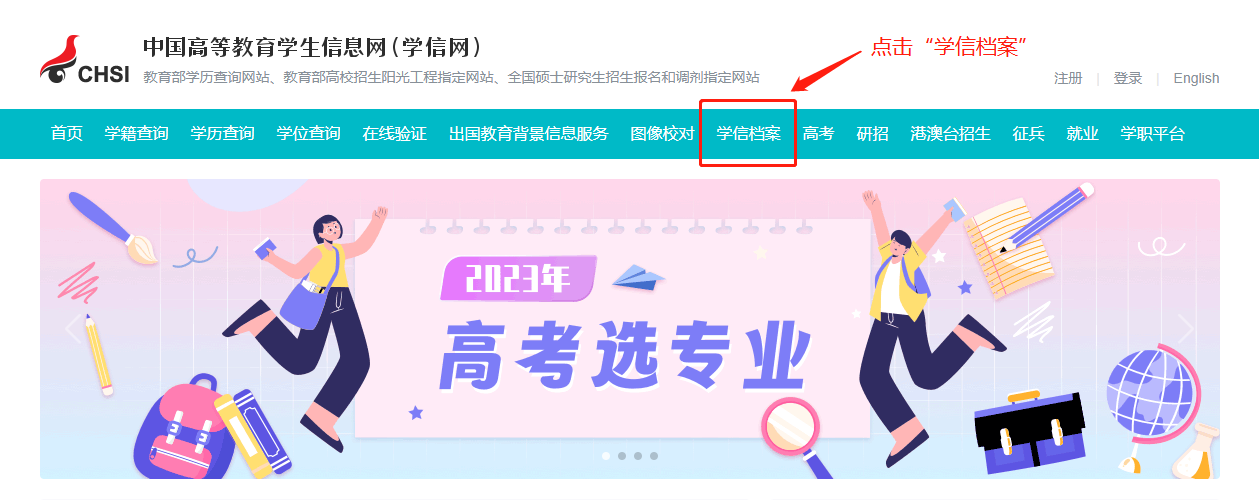 中国高等教育学生信息网(学信网)
点击“学信档案”
CHSI
教育部学历查询网站、教育部高校招生阳光工程指定网站、全国硕士研究生招生报名和调剂指定网站
注册 | 登录 | English
首页 学籍查询 学历查询 学位查询 在线验证 出国教育背景信息服务 图像校对 学信档案 高考 研招 港澳台招生 征兵 就业 学职平台
2023年
高考选专业